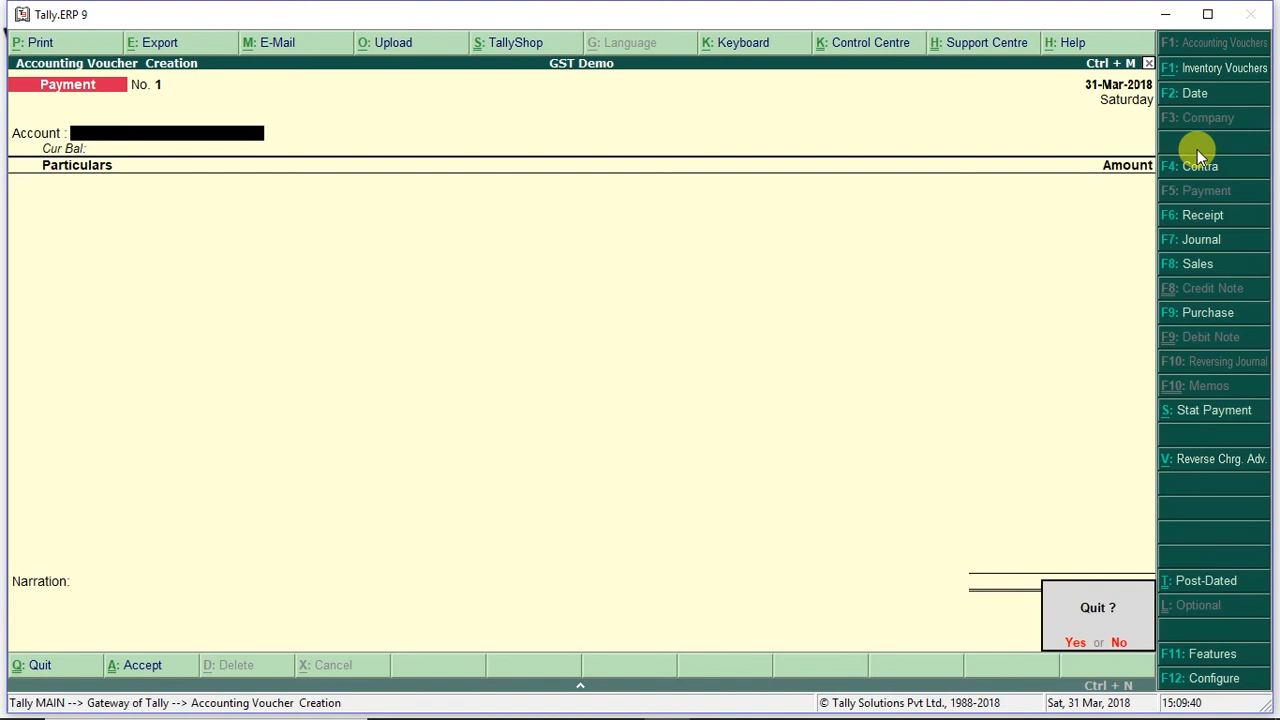 Tally.ERP 9
P: Print E: Export M: E-Mail O: Upload S: TallyShop G: Language K: Keyboard K: Control Centre H: Support Centre H: Help
Accounting Voucher Creation GST Demo Ctrl + M
Payment No. 1 31-Mar-2018
Saturday
Account :
Cur Bal:
Particulars Amount
Narration:
Quit ?
Yes or No
F1: Accounting Vouchers
F1: Inventory Vouchers
F2: Date
F3: Company
F4: Contra
F5: Payment
F6: Receipt
F7: Journal
F8: Sales
F8: Credit Note
F9: Purchase
F9: Debit Note
F10: Reversing Journal
F10: Memos
S: Stat Payment
V: Reverse Chrg. Adv.
T: Post-Dated
L: Optional
F11: Features
F12: Configure
Q: Quit A: Accept D: Delete X: Cancel
Ctrl + N
Tally MAIN --> Gateway of Tally --> Accounting Voucher Creation © Tally Solutions Pvt Ltd., 1988-2018 Sat, 31 Mar, 2018 15:09:40